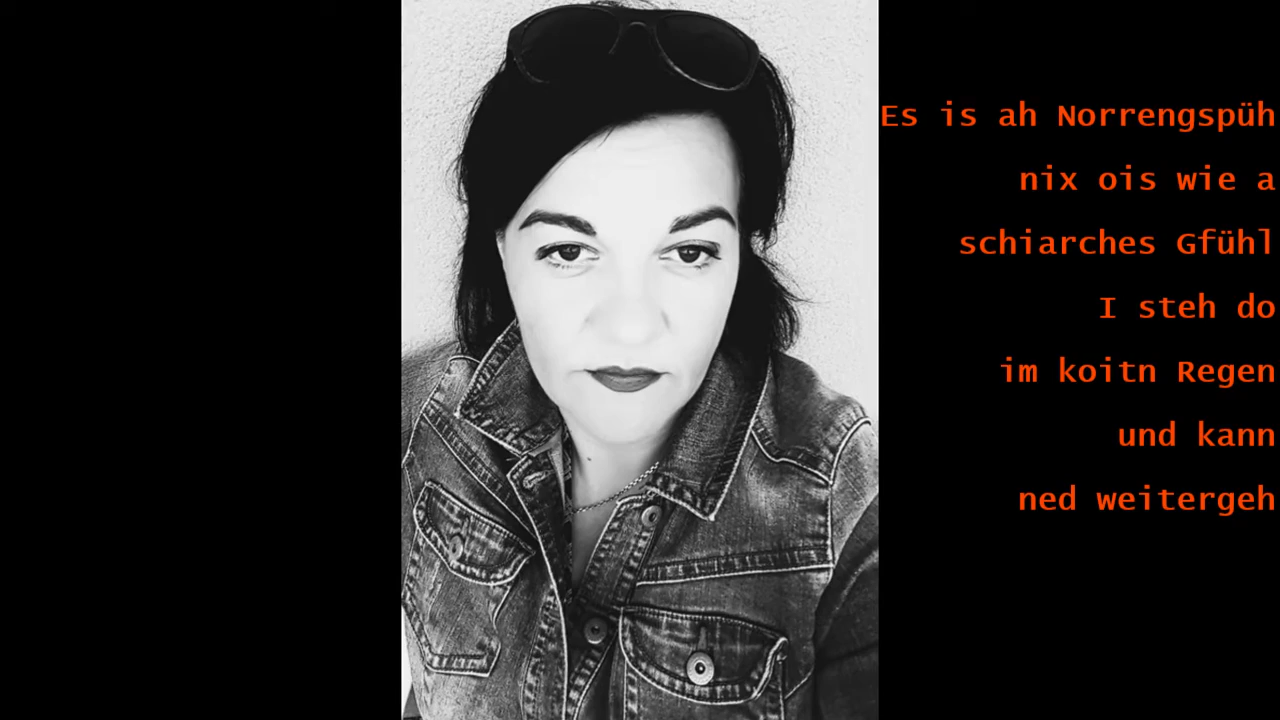 Es is ah Norrengspüh
nix ois wie a
schiarches Gfühl
I steh do
im koitn Regen
und kann
ned weitergeh